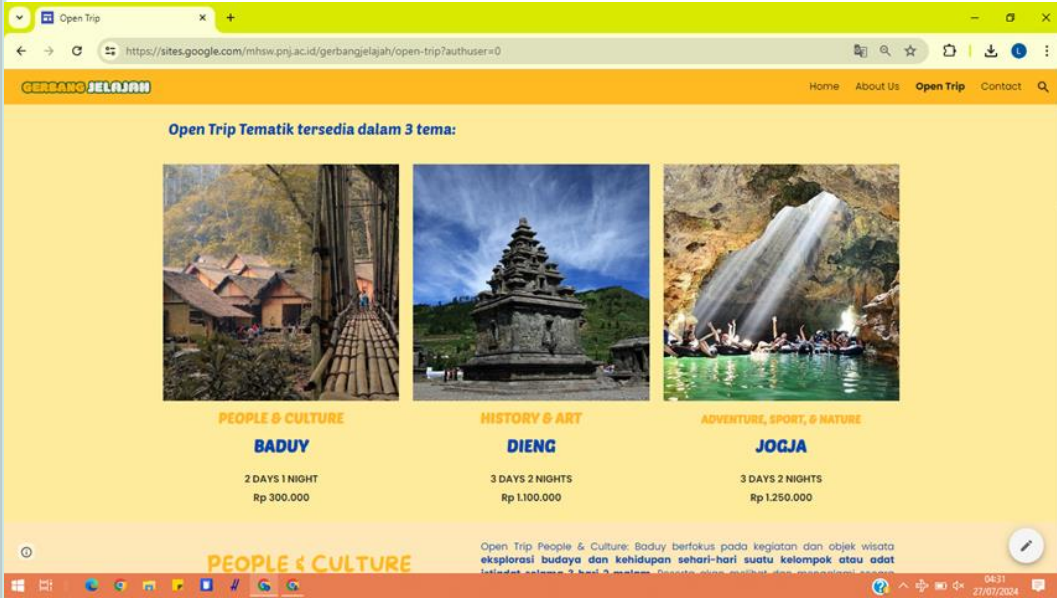 Open Trip
https://sites.google.com/mhsw.pnj.ac.id/gerbangjelajah/open-trip?authuser=0
L
GERBANG JELAJAH
Home About Us Open Trip Contact
Open Trip Tematik tersedia dalam 3 tema:
PEOPLE & CULTURE
BADUY
2 DAYS 1 NIGHT
Rp 300.000
HISTORY & ART
DIENG
3 DAYS 2 NIGHTS
Rp 1.100.000
ADVENTURE, SPORT, & NATURE
JOGJA
3 DAYS 2 NIGHTS
Rp 1.250.000
PEOPLE & CULTURE
Open Trip People & Culture: Baduy berfokus pada kegiatan dan objek wisata
eksplorasi budaya dan kehidupan sehari-hari suatu kelompok atau adat
04:31
27/07/2024